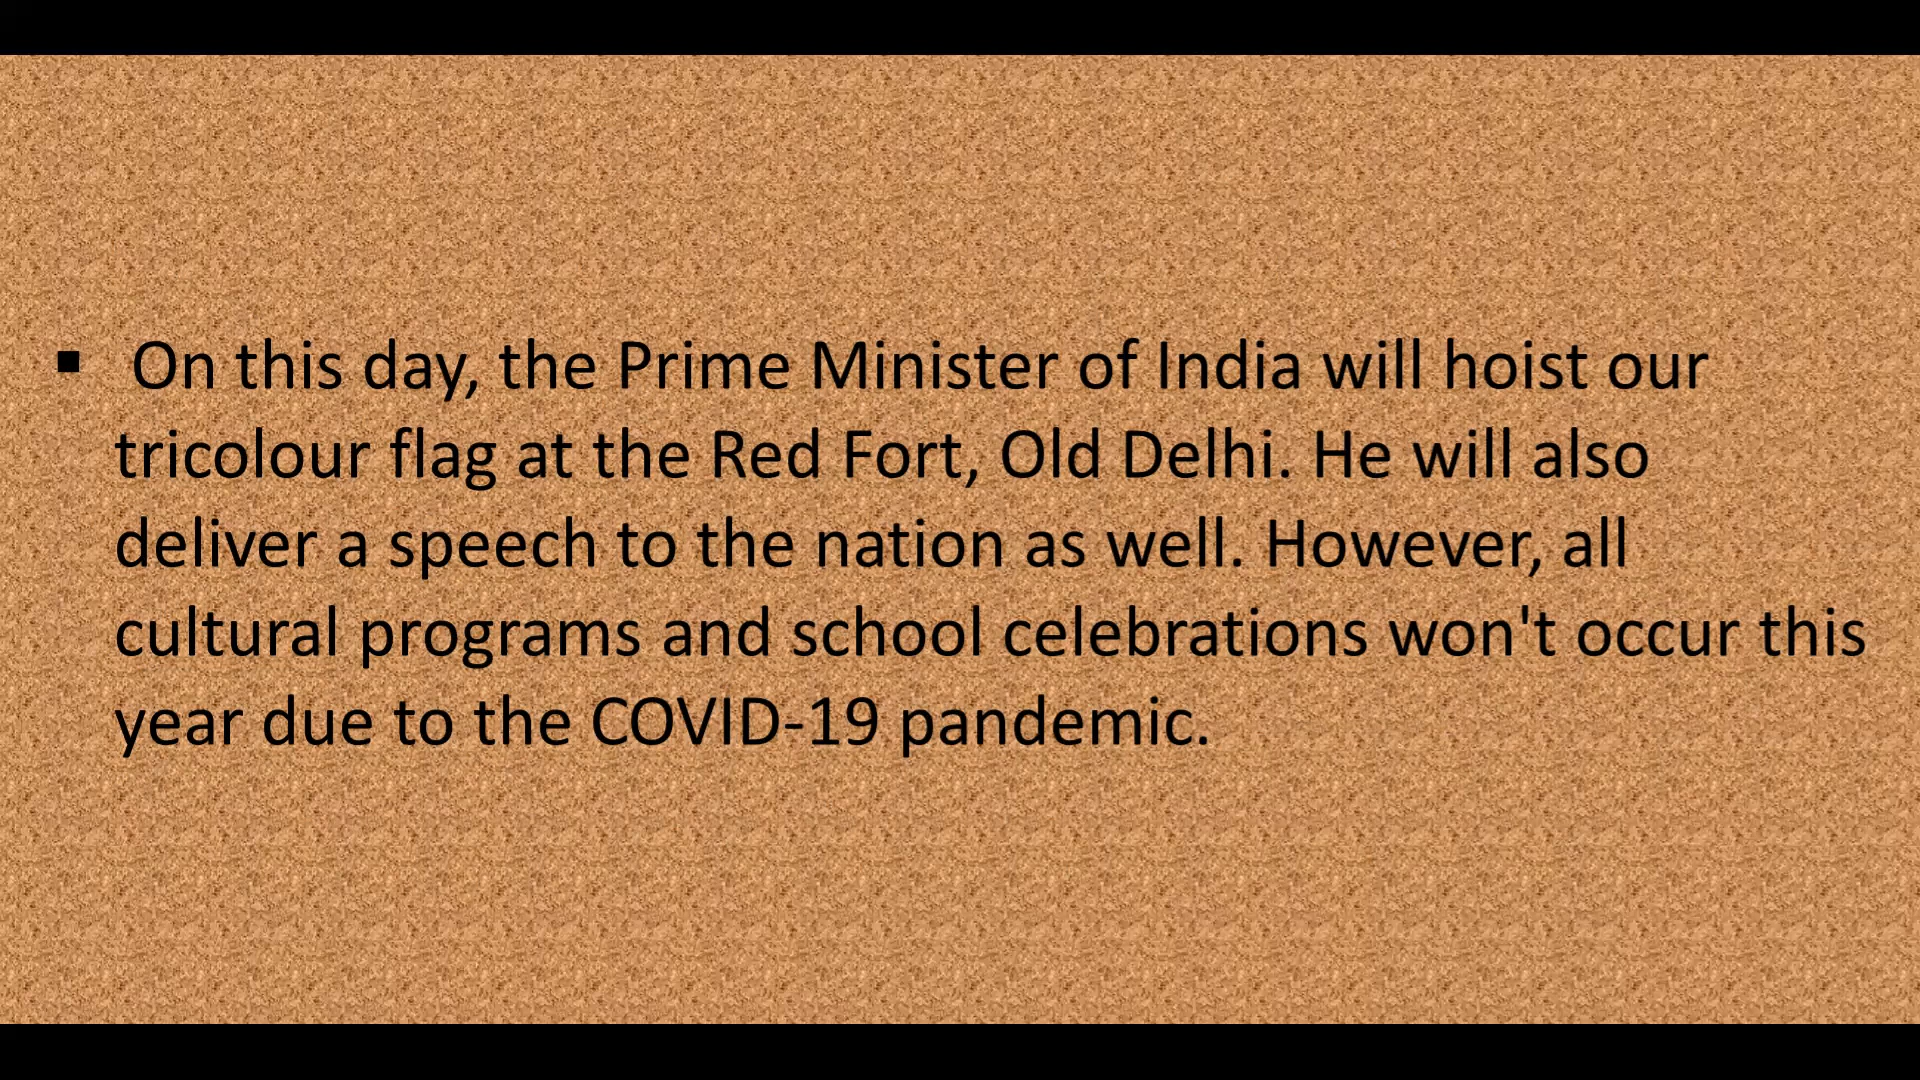 ▪ On this day, the Prime Minister of India will hoist our
tricolour flag at the Red Fort, Old Delhi. He will also
deliver a speech to the nation as well. However, all
cultural programs and school celebrations won't occur this
year due to the COVID-19 pandemic.